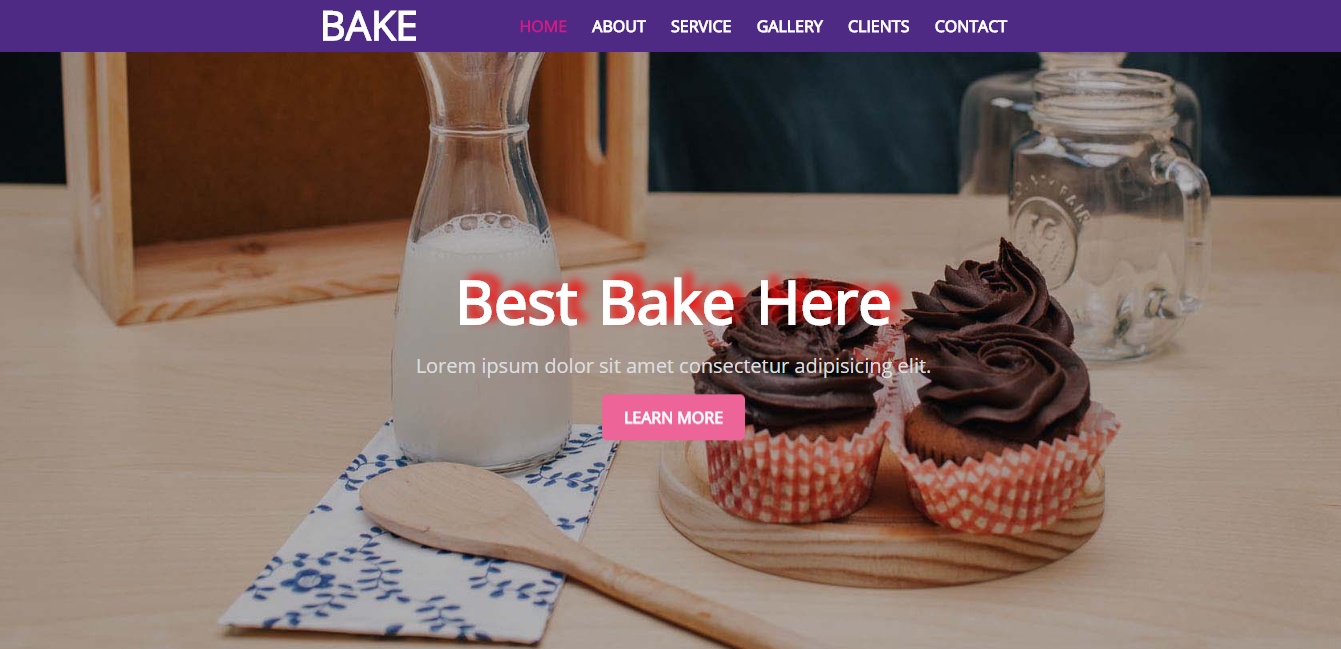 BAKE HOME ABOUT SERVICE GALLERY CLIENTS CONTACT
Best Bake Here
Lorem ipsum dolor sit amet consectetur adipisicing elit.
LEARN MORE